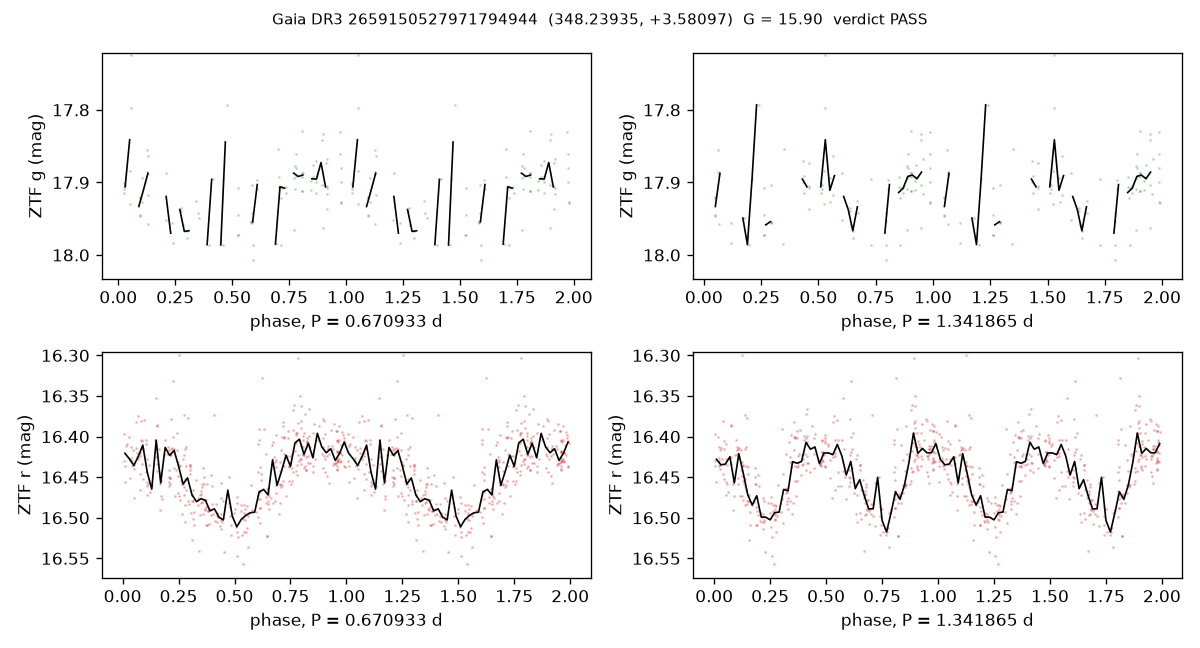 Gaia DR3 2659150527971794944 (348.23935, +3.58097) G = 15.90 verdict PASS
ZTF g (mag)
17.8
17.9
18.0
0.00 0.25 0.50 0.75 1.00 1.25 1.50 1.75 2.00
phase, P = 0.670933 d
ZTF g (mag)
17.8
17.9
18.0
0.00 0.25 0.50 0.75 1.00 1.25 1.50 1.75 2.00
phase, P = 1.341865 d
ZTF r (mag)
16.30
16.35
16.40
16.45
16.50
16.55
0.00 0.25 0.50 0.75 1.00 1.25 1.50 1.75 2.00
phase, P = 0.670933 d
ZTF r (mag)
16.30
16.35
16.40
16.45
16.50
16.55
0.00 0.25 0.50 0.75 1.00 1.25 1.50 1.75 2.00
phase, P = 1.341865 d